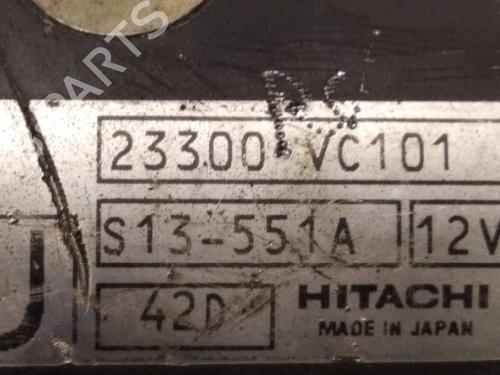 PARTS
23300 VC101
S13-551A 12V
U 42D HITACHI
MADE IN JAPAN